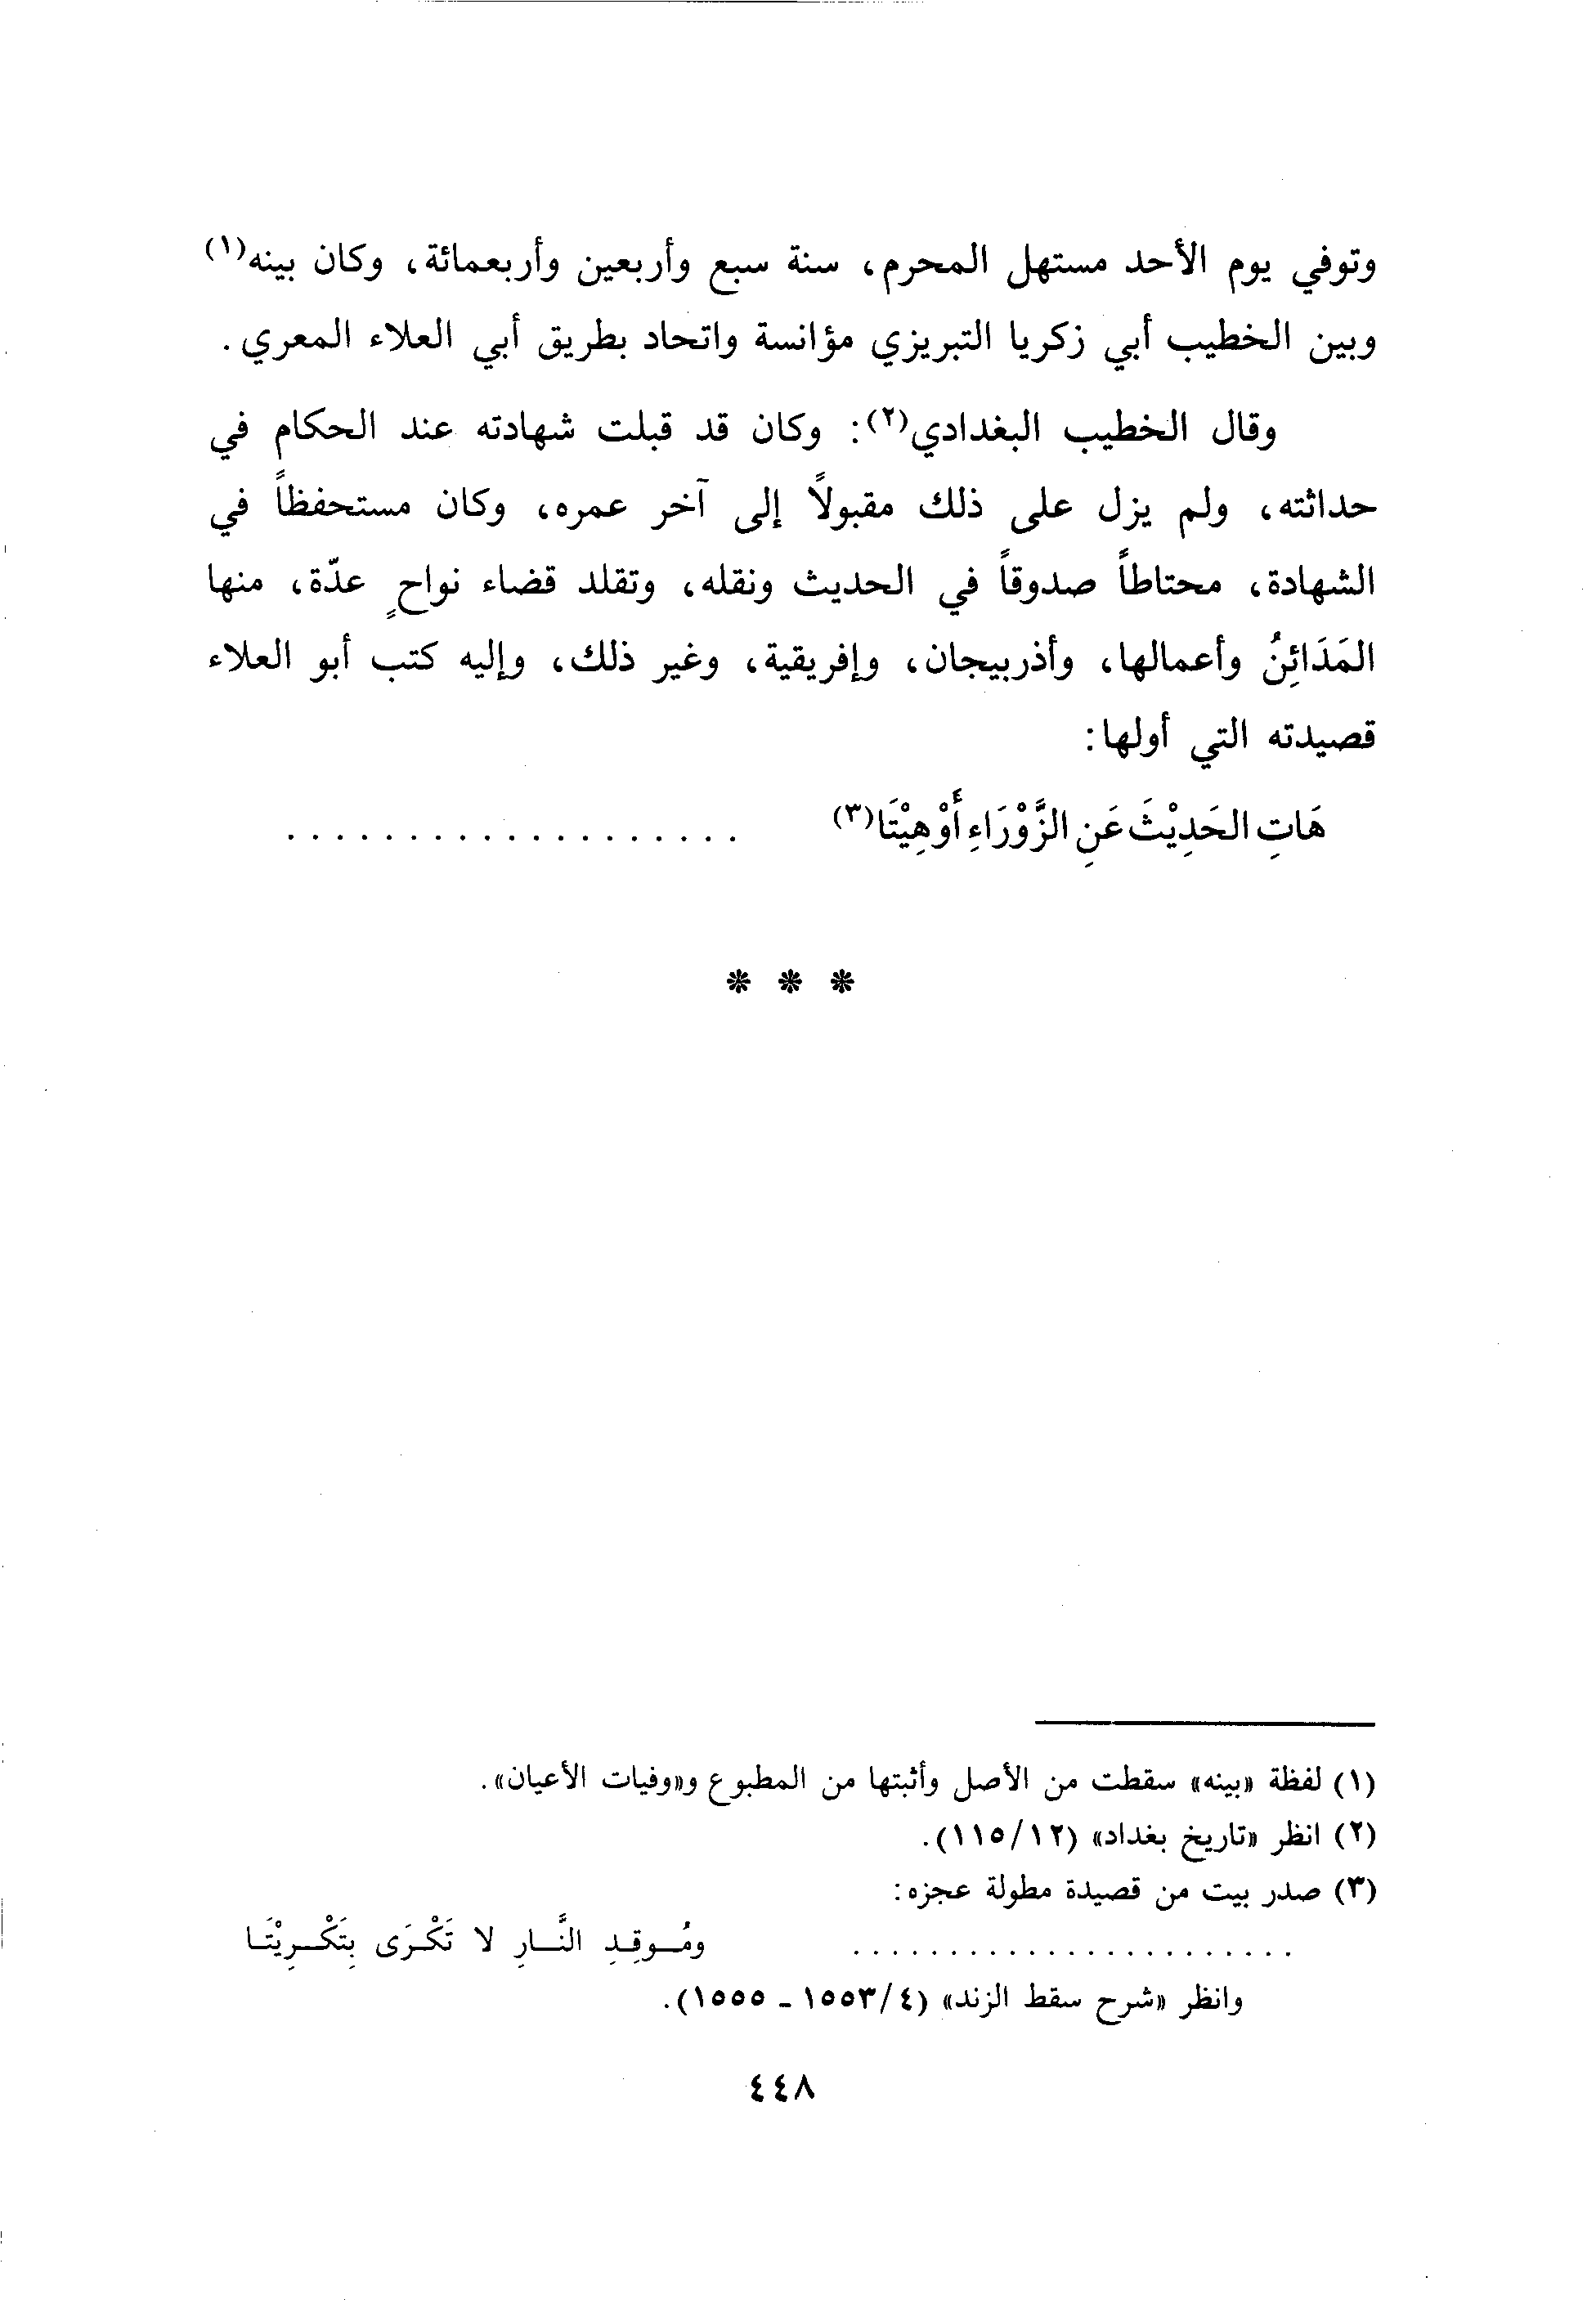 وتوفي يوم الأحد مستهل المحرم، سنة سبع وأربعين وأربعمائة، وكان بينه(١)
وبين الخطيب أبي زكريا التبريزي مؤانسة واتحاد بطريق أبي العلاء المعري.
وقال الخطيب البغدادي(٢): وكان قد قبلت شهادته عند الحكام في
حداثته، ولم يزل على ذلك مقبولاً إلى آخر عمره، وكان مستحفظاً في
الشهادة، محتاطاً صدوقاً في الحديث ونقله، وتقلد قضاء نواحٍ عدّة، منها
المَدَائِنُ وأعمالها، وأذربيجان، وإفريقية، وغير ذلك، وإليه كتب أبو العلاء
قصيدته التي أولها:
هَاتِ الحَدِيْثَ عَنِ الزَّوْرَاءِ أَوْ هِيْتَا(٣) . . . . . . . . . . . . . . . . . . .
* * *
(١) لفظة «بينه» سقطت من الأصل وأثبتها من المطبوع و«وفيات الأعيان».
(٢) انظر «تاريخ بغداد» (١١٥/١٢).
(٣) صدر بيت من قصيدة مطولة عجزه:
. . . . . . . . . . . . . . . . . . ومُـوقِـدِ النَّـارِ لا تَكْـرَى بِتَكْـرِيْتَـا
وانظر «شرح سقط الزند» (١٥٥٣/٤ - ١٥٥٥).
٤٤٨